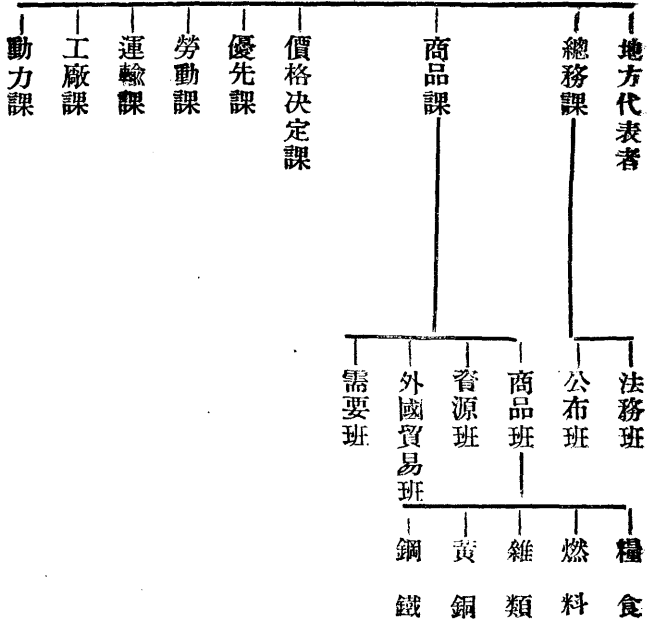 地方代表者
總務課
商品課
價格決定課
優先課
勞動課
運輸課
工廠課
動力課
法務班
公布班
商品班
資源班
外國貿易班
需要班
糧食
燃料
雜類
黃銅
鋼鐵